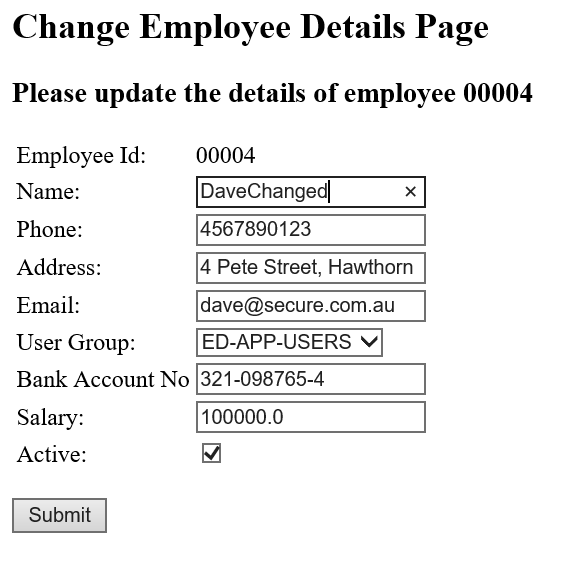 Change Employee Details Page
Please update the details of employee 00004
Employee Id: 00004
Name: DaveChanged ×
Phone: 4567890123
Address: 4 Pete Street, Hawthorn
Email: dave@secure.com.au
User Group: ED-APP-USERS
Bank Account No 321-098765-4
Salary: 100000.0
Active:
Submit